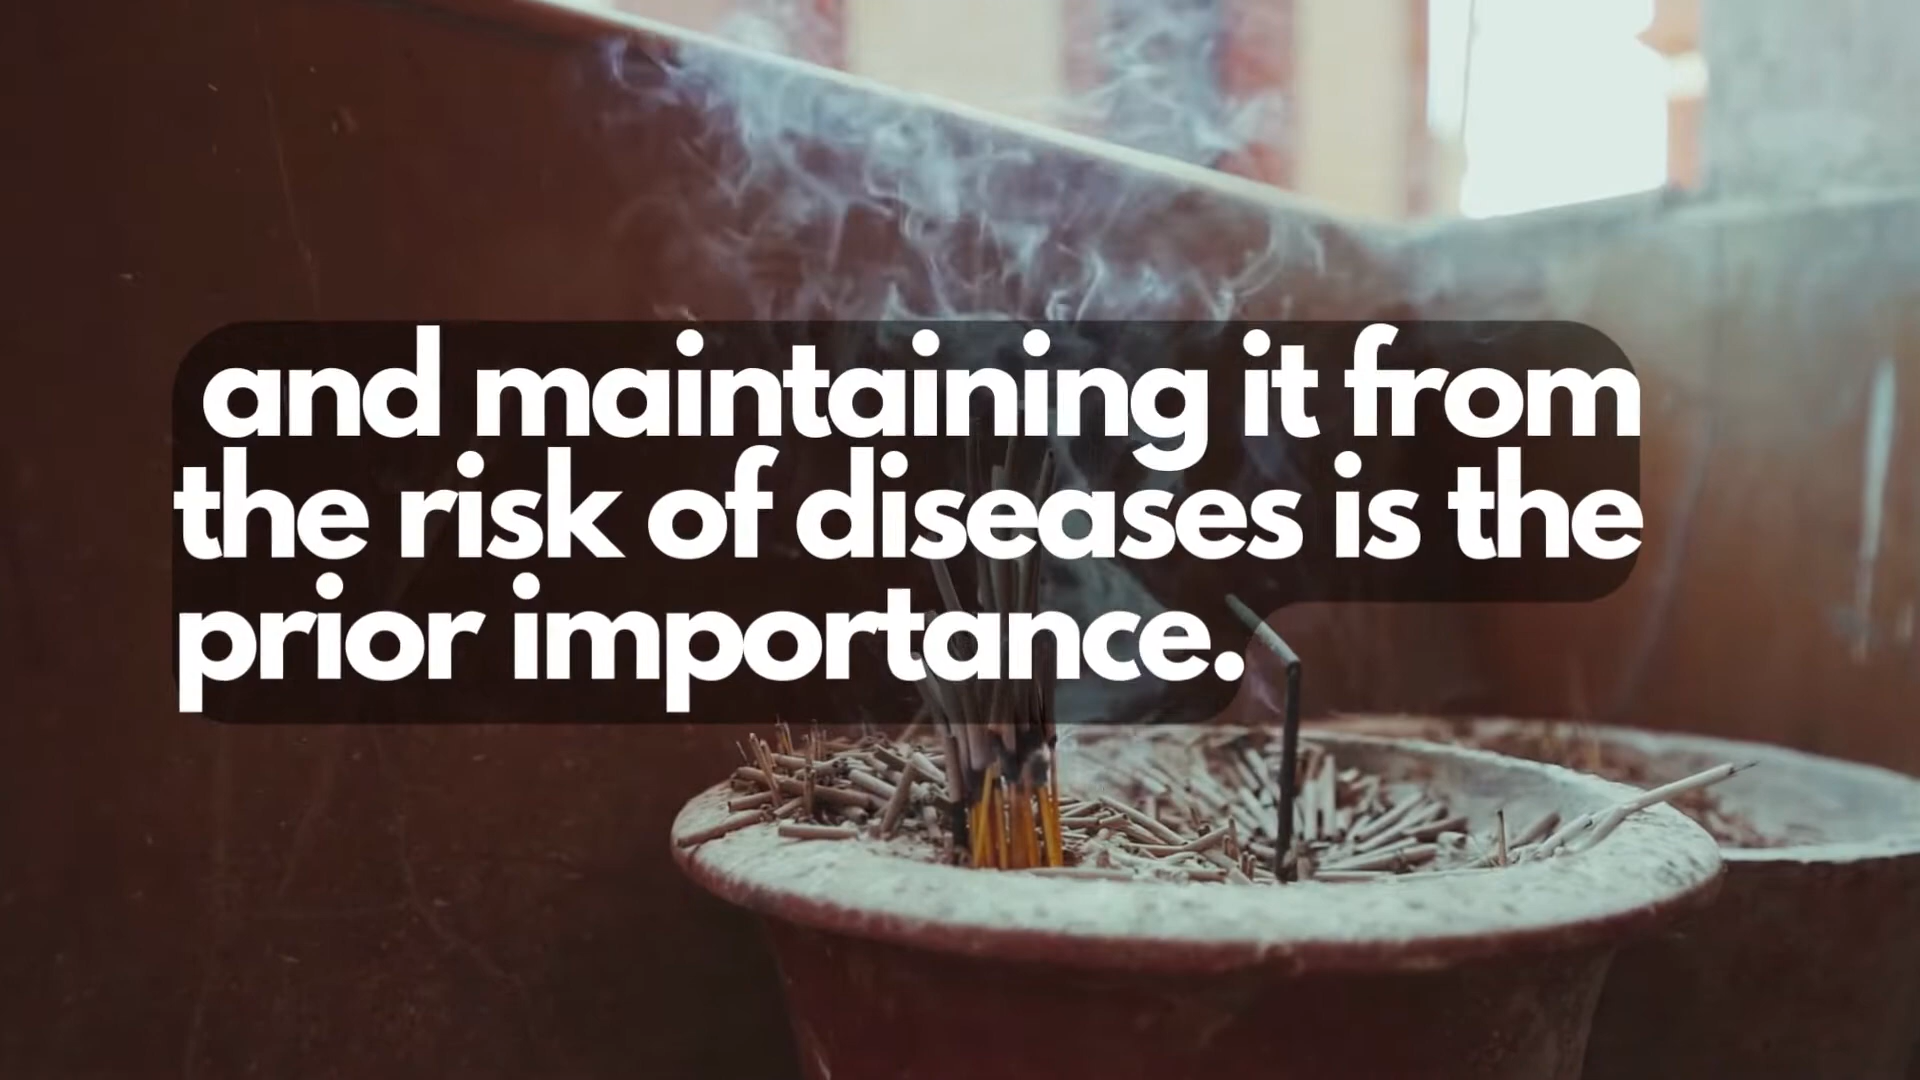 and maintaining it from
the risk of diseases is the
prior importance.